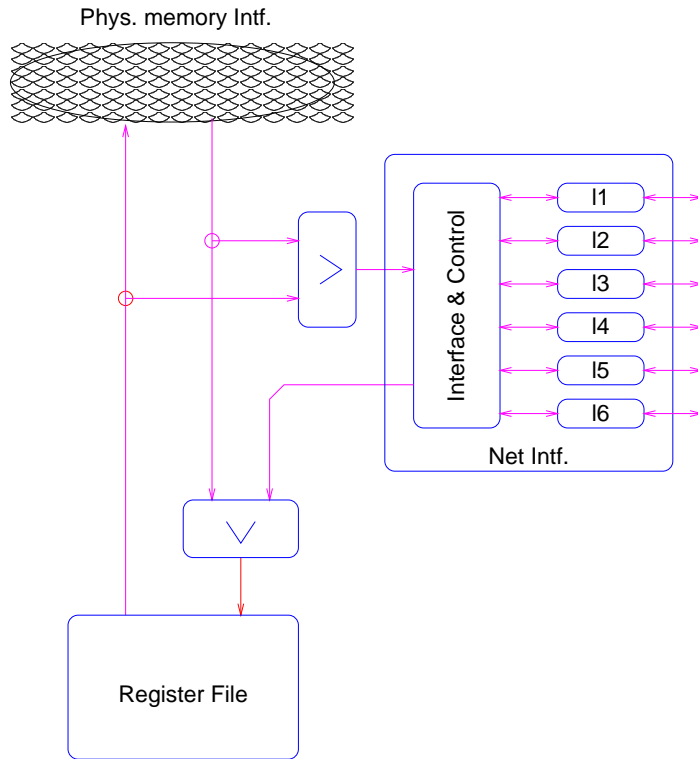 Phys. memory Intf.
I1
I2
I3
I4
I5
I6
Interface & Control
Net Intf.
Register File